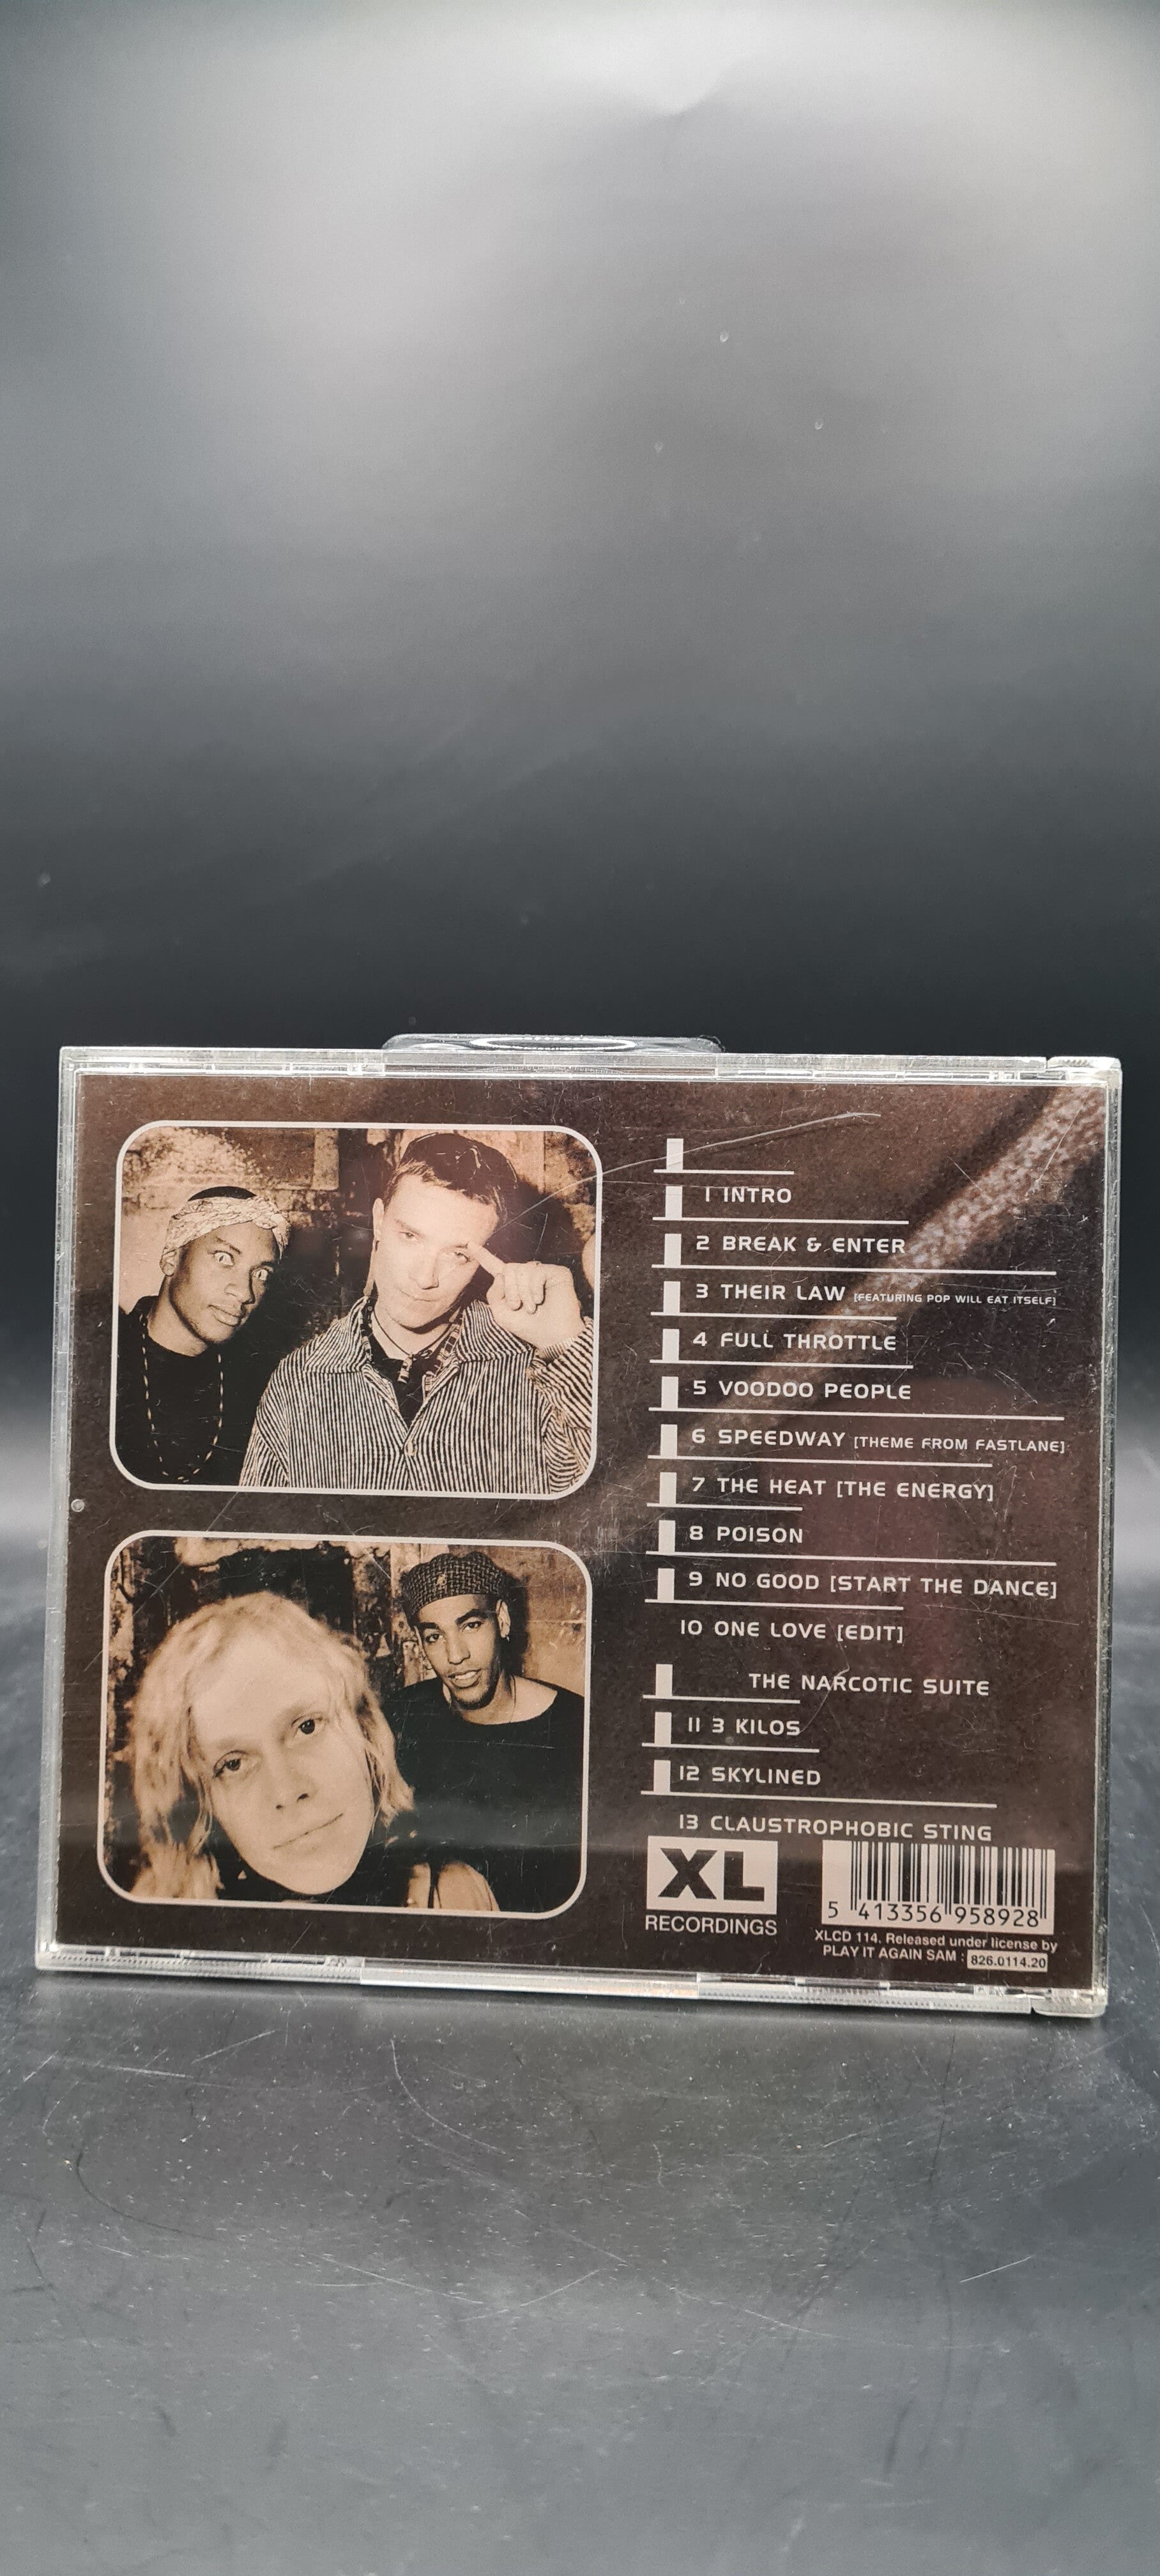 1 INTRO
2 BREAK & ENTER
3 THEIR LAW [FEATURING POP WILL EAT ITSELF]
4 FULL THROTTLE
5 VOODOO PEOPLE
6 SPEEDWAY [THEME FROM FASTLANE]
7 THE HEAT [THE ENERGY]
8 POISON
9 NO GOOD [START THE DANCE]
10 ONE LOVE [EDIT]
THE NARCOTIC SUITE
11 3 KILOS
12 SKYLINED
13 CLAUSTROPHOBIC STING
XL
RECORDINGS
5 413356 958928
XLCD 114. Released under license by
PLAY IT AGAIN SAM : 826.0114.20